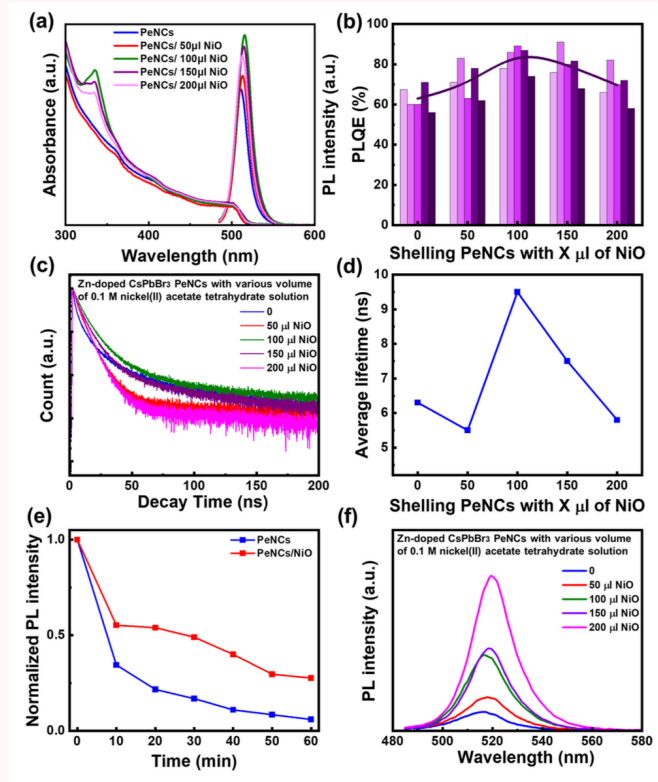 (a)
PeNCs
PeNCs/ 50µl NiO
PeNCs/ 100µl NiO
PeNCs/ 150µl NiO
PeNCs/ 200µl NiO
Absorbance (a.u.)
PL intensity (a.u.)
300 400 500 600
Wavelength (nm)
(b)
100
80
60
40
20
0
PLQE (%)
0 50 100 150 200
Shelling PeNCs with X µl of NiO
(c)
Zn-doped CsPbBr3 PeNCs with various volume
of 0.1 M nickel(II) acetate tetrahydrate solution
0
50 µl NiO
100 µl NiO
150 µl NiO
200 µl NiO
Count (a.u.)
0 50 100 150 200
Decay Time (ns)
(d)
10
9
8
7
6
5
Average lifetime (ns)
0 50 100 150 200
Shelling PeNCs with X µl of NiO
(e)
PeNCs
PeNCs/NiO
1.0
0.5
0.0
Normalized PL intensity
0 10 20 30 40 50 60
Time (min)
(f)
Zn-doped CsPbBr3 PeNCs with various volume
of 0.1 M nickel(II) acetate tetrahydrate solution
0
50 µl NiO
100 µl NiO
150 µl NiO
200 µl NiO
PL intensity (a.u.)
480 500 520 540 560 580
Wavelength (nm)